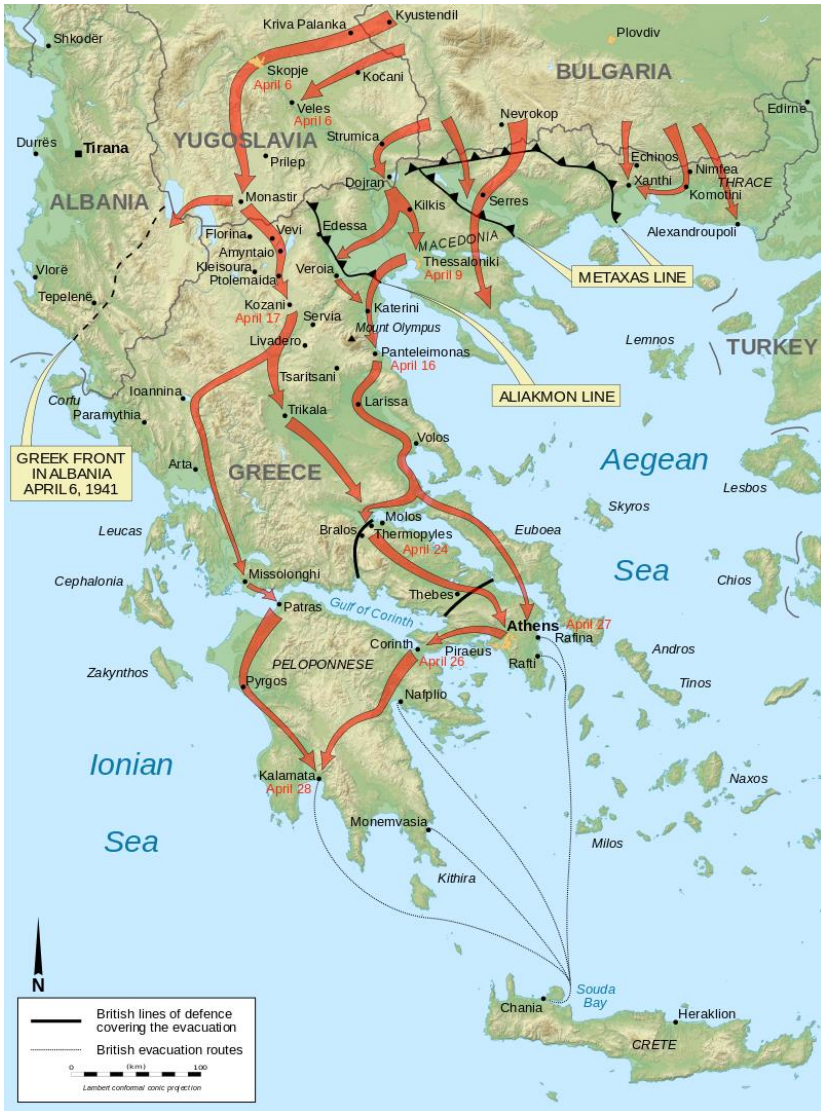 Kyustendil
Kriva Palanka
Shkodër
Plovdiv
Skopje
April 6
Kočani
BULGARIA
Veles
April 6
Nevrokop
Edirne
Durrës
Tirana
YUGOSLAVIA
Strumica
Prilep
Echinos
Nimfea
Dojran
Xanthi
THRACE
Komotini
ALBANIA
Monastir
Kilkis
Serres
Florina
Vevi
Edessa
MACEDONIA
Alexandroupoli
Amyntaio
Kleisoura
Ptolemaida
Veroia
Thessaloniki
April 9
METAXAS LINE
Vlorë
Tepelenë
Kozani
April 17
Servia
Katerini
Mount Olympus
Livadero
Panteleimonas
April 16
Lemnos
TURKEY
Tsaritsani
Corfu
Ioannina
Paramythia
Trikala
Larissa
ALIAKMON LINE
Volos
GREEK FRONT
IN ALBANIA
APRIL 6, 1941
Arta
GREECE
Aegean
Lesbos
Skyros
Leucas
Bralos
Molos
Thermopyles
April 24
Euboea
Sea
Cephalonia
Missolonghi
Thebes
Chios
Patras
Gulf of Corinth
Athens
April 27
Rafina
Corinth
April 26
Piraeus
Rafti
Andros
Zakynthos
PELOPONNESE
Tinos
Pyrgos
Nafplio
Ionian
Kalamata
April 28
Naxos
Sea
Monemvasia
Milos
Kithira
N
Souda
Bay
Chania
Heraklion
CRETE
British lines of defence
covering the evacuation
British evacuation routes
0 (km) 100
Lambert conformal conic projection